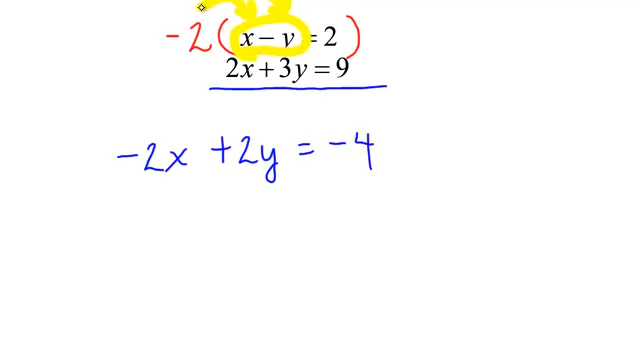 -2(x − y = 2)
2x + 3y = 9
-2x + 2y = -4